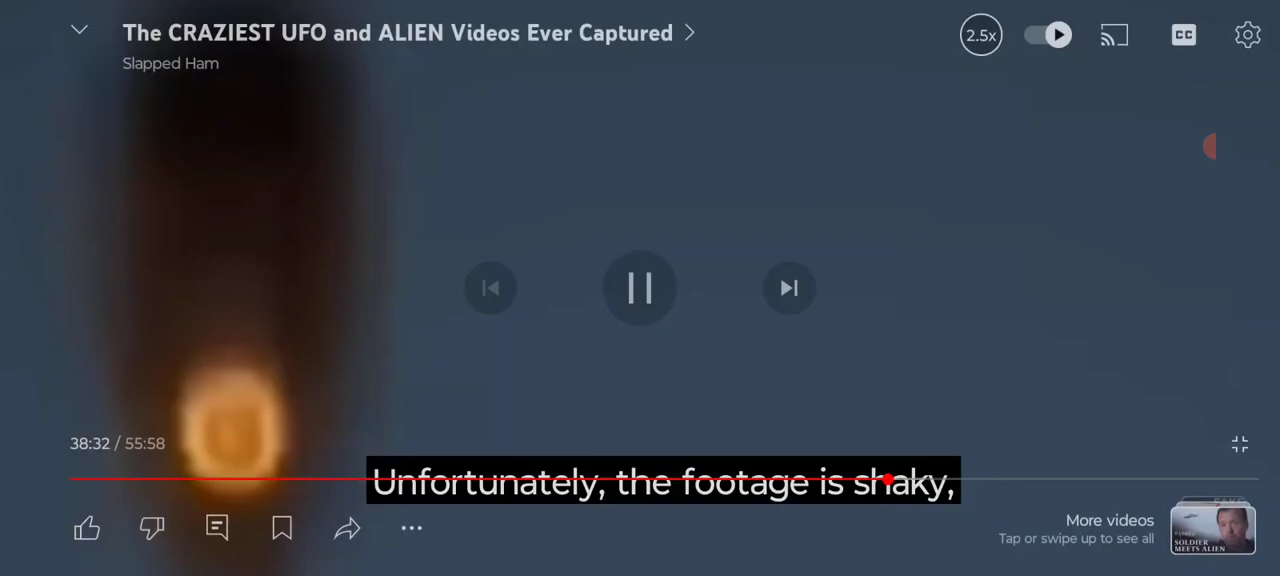 The CRAZIEST UFO and ALIEN Videos Ever Captured
2.5x
CC
Slapped Ham
38:32 / 55:58
Unfortunately, the footage is shaky,
More videos
Tap or swipe up to see all
SOLDIER
MEETS ALIEN